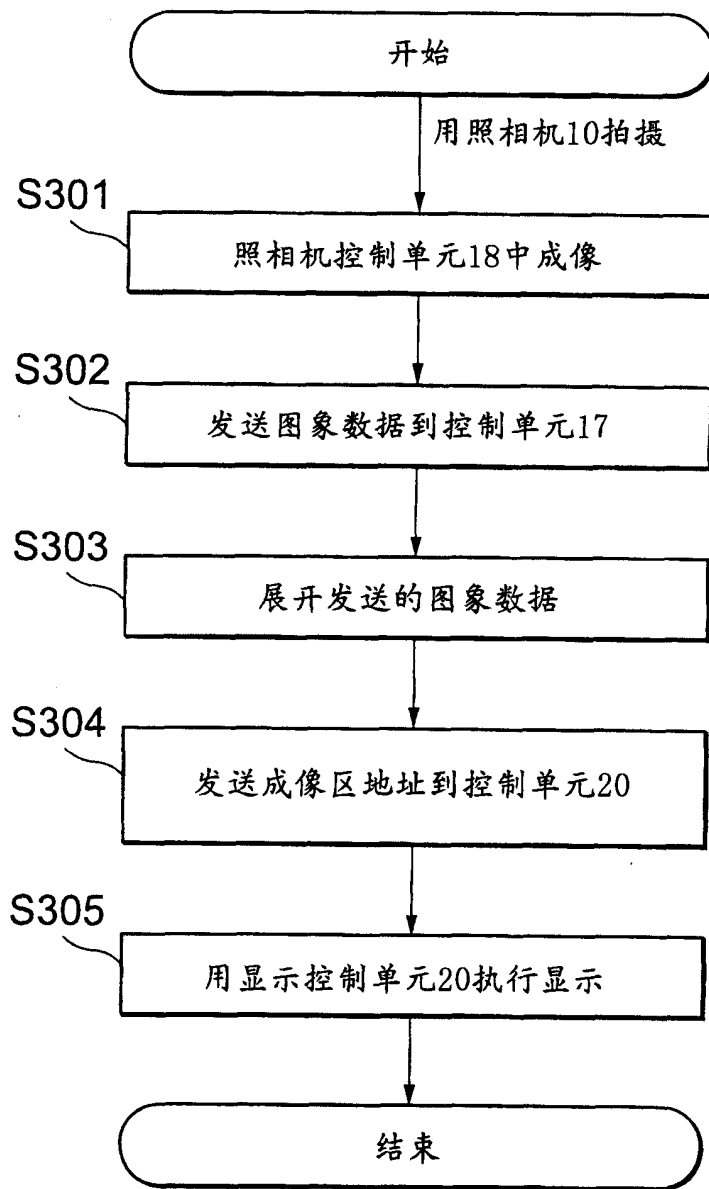 开始
用照相机10拍摄
S301
照相机控制单元18中成像
S302
发送图象数据到控制单元17
S303
展开发送的图象数据
S304
发送成像区地址到控制单元20
S305
用显示控制单元20执行显示
结束